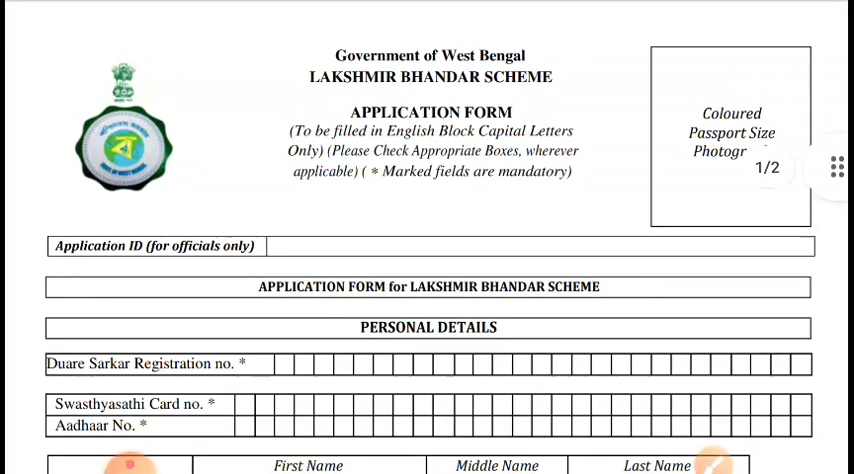 Government of West Bengal
LAKSHMIR BHANDAR SCHEME
APPLICATION FORM
(To be filled in English Block Capital Letters
Only) (Please Check Appropriate Boxes, wherever
applicable) ( * Marked fields are mandatory)
Coloured
Passport Size
Photogr
1/2
Application ID (for officials only)
APPLICATION FORM for LAKSHMIR BHANDAR SCHEME
PERSONAL DETAILS
Duare Sarkar Registration no. *
Swasthyasathi Card no. *
Aadhaar No. *
First Name Middle Name Last Name